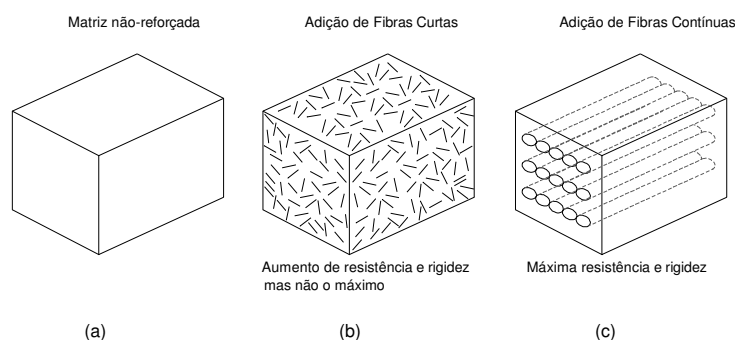 Matriz não-reforçada
Adição de Fibras Curtas
Adição de Fibras Contínuas
Aumento de resistência e rigidez
mas não o máximo
Máxima resistência e rigidez
(a)
(b)
(c)